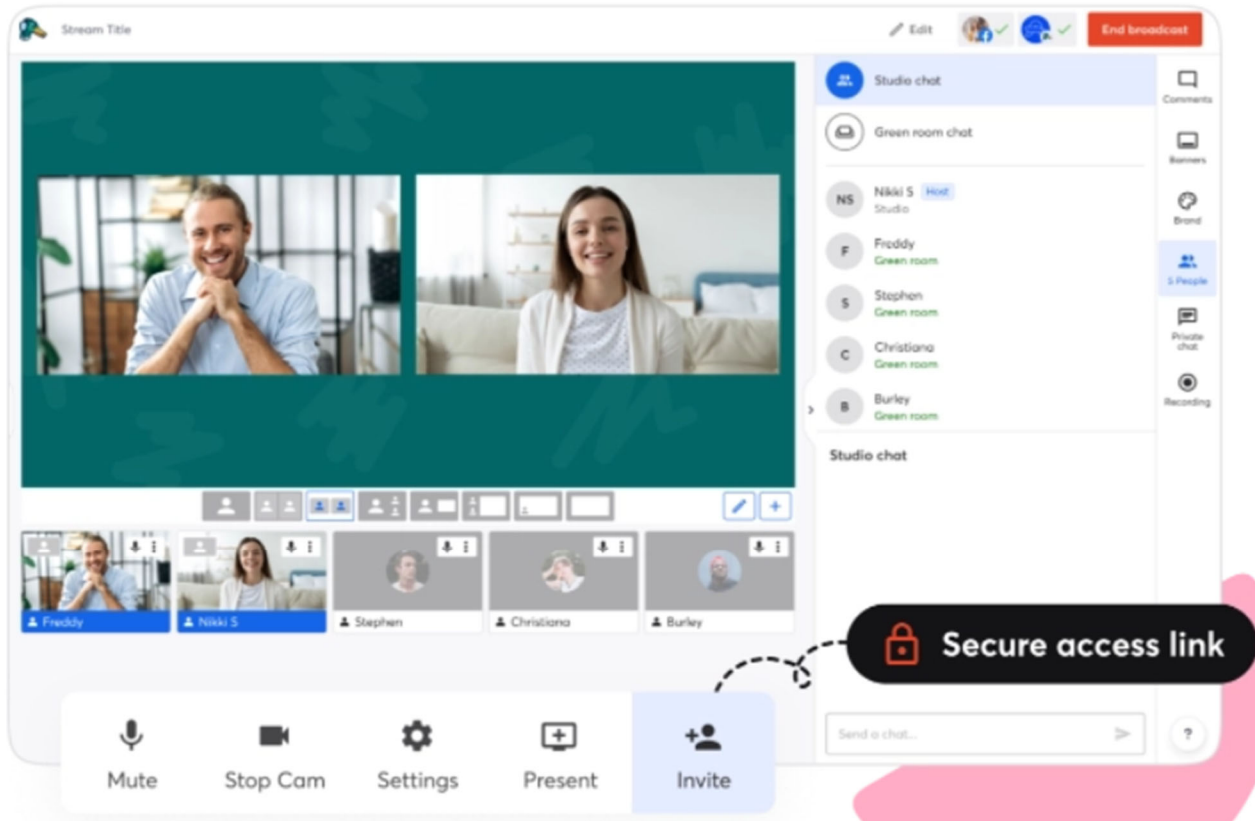 Stream Title
Edit
End broadcast
Studio chat
Green room chat
NS
Nikki S Host
Studio
F
Freddy
Green room
S
Stephen
Green room
C
Christiana
Green room
B
Burley
Green room
Studio chat
Comments
Banners
Brand
5 People
Private
chat
Recording
Freddy
Nikki S
Stephen
Christiana
Burley
Secure access link
Send a chat...
?
Mute
Stop Cam
Settings
Present
Invite